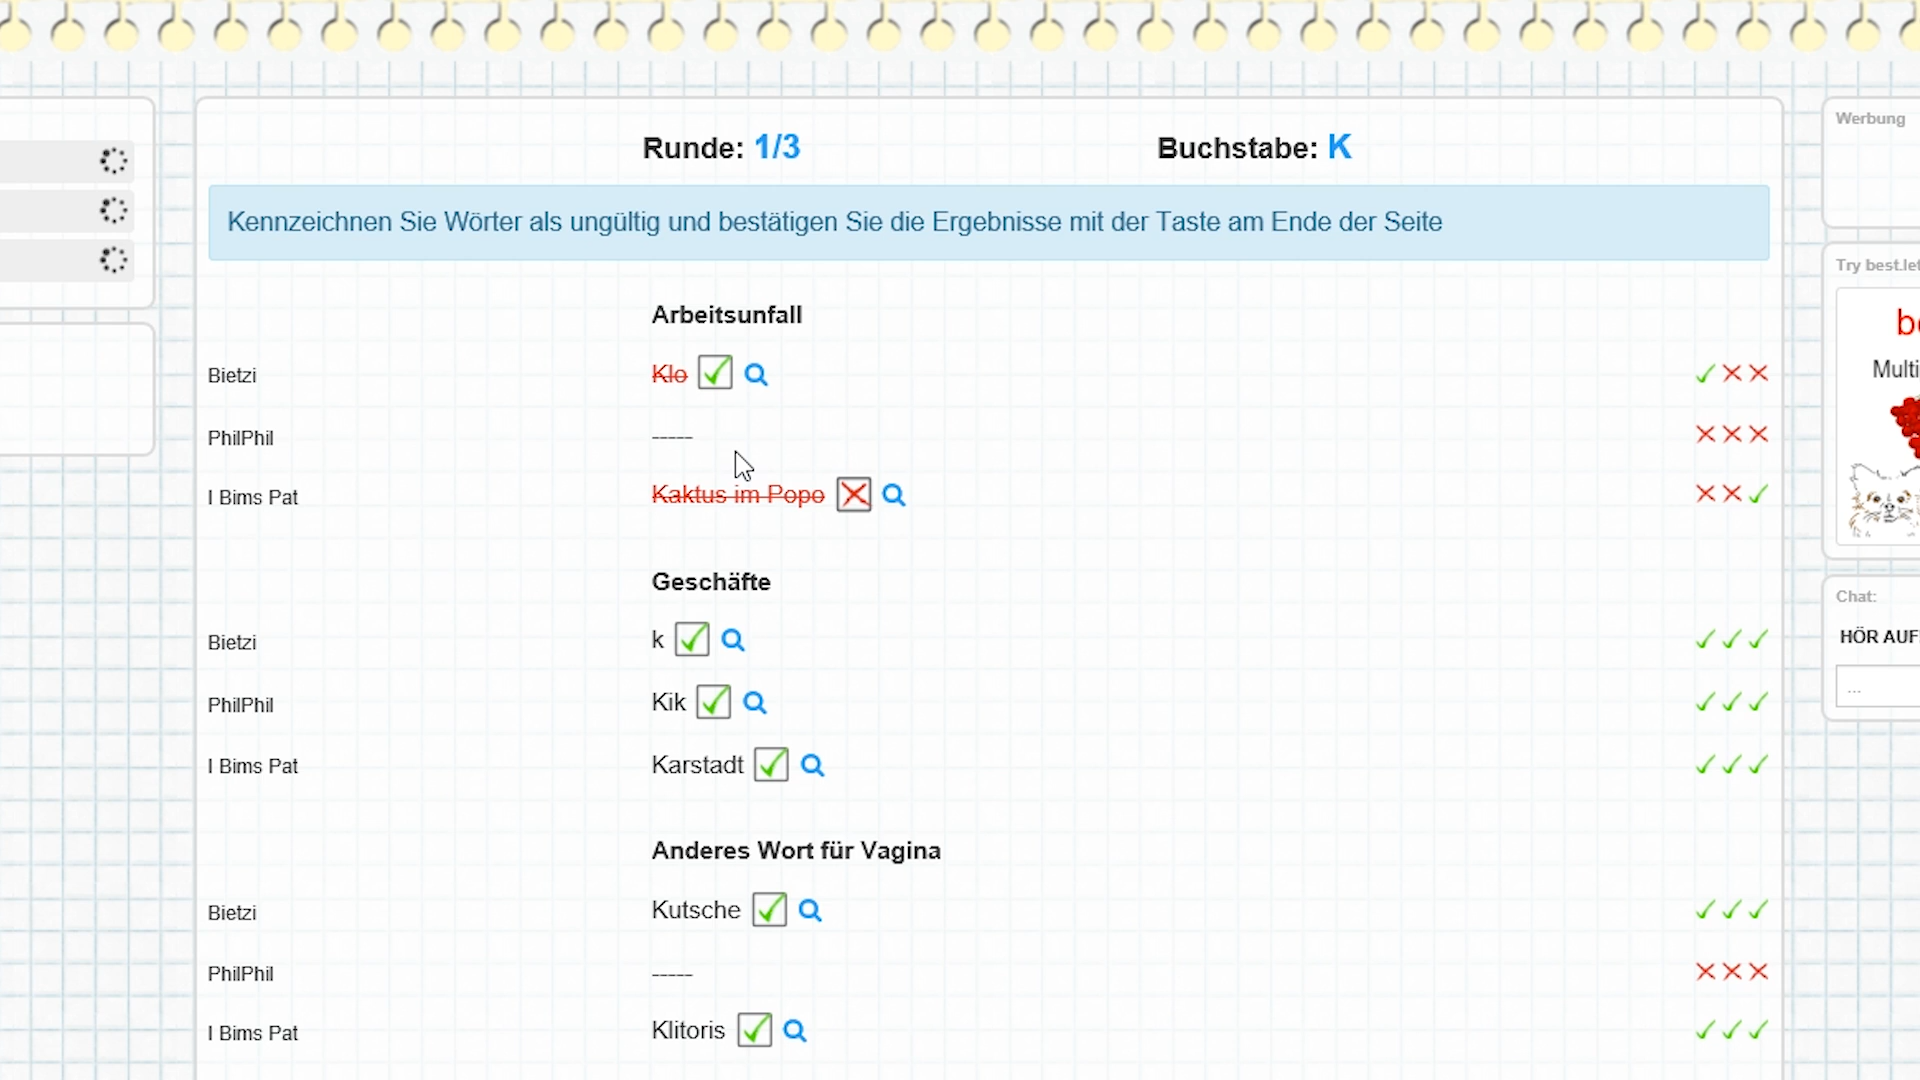 Runde: 1/3 Buchstabe: K
Werbung
Kennzeichnen Sie Wörter als ungültig und bestätigen Sie die Ergebnisse mit der Taste am Ende der Seite
Try best.let
Arbeitsunfall
Multi
Bietzi Klo
PhilPhil -----
I Bims Pat Kaktus im Popo
Geschäfte
Chat:
HÖR AUF
Bietzi k
...
PhilPhil Kik
I Bims Pat Karstadt
Anderes Wort für Vagina
Bietzi Kutsche
PhilPhil -----
I Bims Pat Klitoris